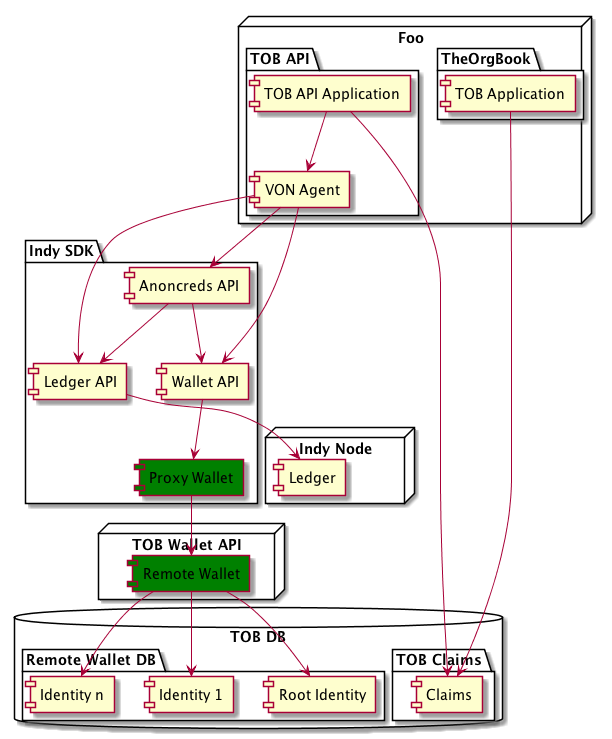 Foo
TOB API
TheOrgBook
TOB API Application
TOB Application
VON Agent
Indy SDK
Anoncreds API
Ledger API
Wallet API
Indy Node
Proxy Wallet
Ledger
TOB Wallet API
Remote Wallet
TOB DB
Remote Wallet DB
TOB Claims
Identity n
Identity 1
Root Identity
Claims